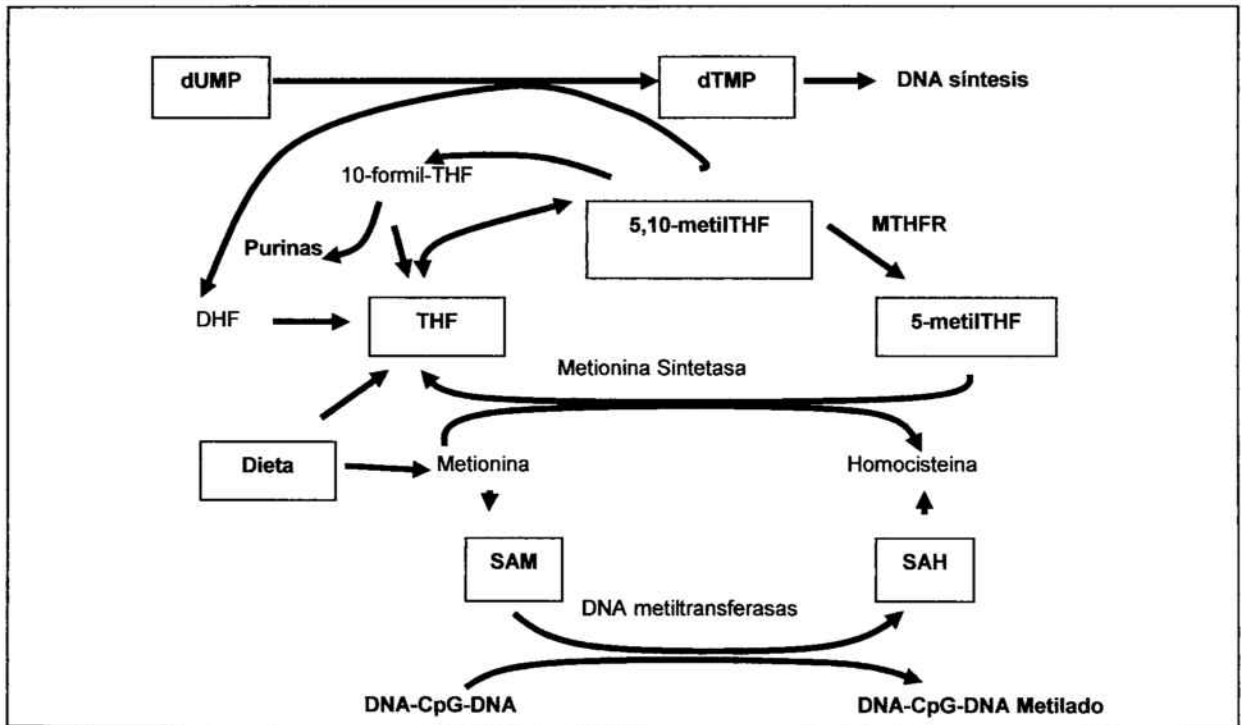 dUMP
dTMP
DNA síntesis
10-formil-THF
5,10-metilTHF
MTHFR
Purinas
DHF
THF
5-metilTHF
Metionina Sintetasa
Dieta
Metionina
Homocisteina
SAM
SAH
DNA metiltransferasas
DNA-CpG-DNA
DNA-CpG-DNA Metilado